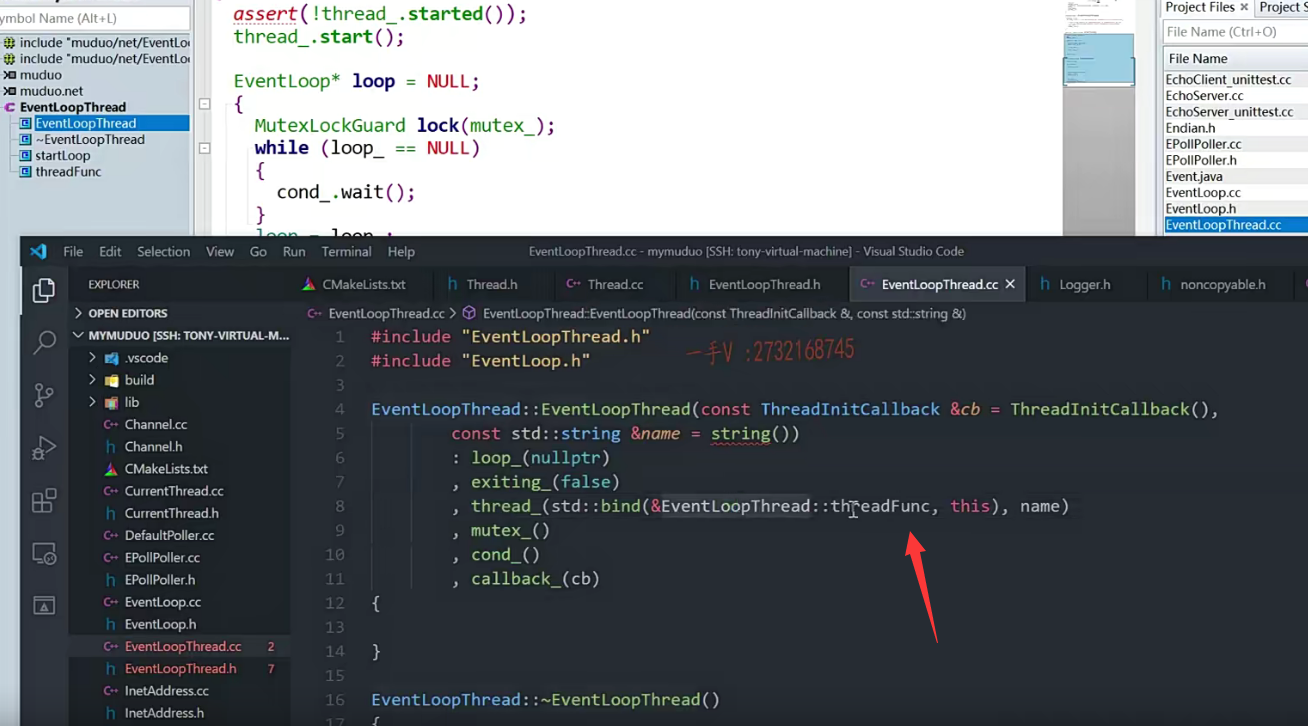 assert(!thread_.started());
thread_.start();
EventLoop* loop = NULL;
{
MutexLockGuard lock(mutex_);
while (loop_ == NULL)
{
cond_.wait();
}
ymbol Name (Alt+L)
include "muduo/net/EventLo
include "muduo/net/EventLo
muduo
muduo.net
EventLoopThread
EventLoopThread
~EventLoopThread
startLoop
threadFunc
Project Files × Project S
File Name (Ctrl+O)
File Name
EchoClient_unittest.cc
EchoServer.cc
EchoServer_unittest.cc
Endian.h
EPollPoller.cc
EPollPoller.h
Event.java
EventLoop.cc
EventLoop.h
EventLoopThread.cc
File Edit Selection View Go Run Terminal Help
EventLoopThread.cc - mymuduo [SSH: tony-virtual-machine] - Visual Studio Code
EXPLORER
OPEN EDITORS
MYMUDUO [SSH: TONY-VIRTUAL-M...
.vscode
build
lib
Channel.cc
Channel.h
CMakeLists.txt
CurrentThread.cc
CurrentThread.h
DefaultPoller.cc
EPollPoller.cc
EPollPoller.h
EventLoop.cc
EventLoop.h
EventLoopThread.cc 2
EventLoopThread.h 7
InetAddress.cc
InetAddress.h
CMakeLists.txt
Thread.h
Thread.cc
EventLoopThread.h
EventLoopThread.cc ×
Logger.h
noncopyable.h
EventLoopThread.cc > EventLoopThread::EventLoopThread(const ThreadInitCallback &, const std::string &)
1 #include "EventLoopThread.h"
2 #include "EventLoop.h"
一手V :2732168745
3
4 EventLoopThread::EventLoopThread(const ThreadInitCallback &cb = ThreadInitCallback(),
5 const std::string &name = string())
6 : loop_(nullptr)
7 , exiting_(false)
8 , thread_(std::bind(&EventLoopThread::threadFunc, this), name)
9 , mutex_()
10 , cond_()
11 , callback_(cb)
12 {
13
14 }
15
16 EventLoopThread::~EventLoopThread()
17 {